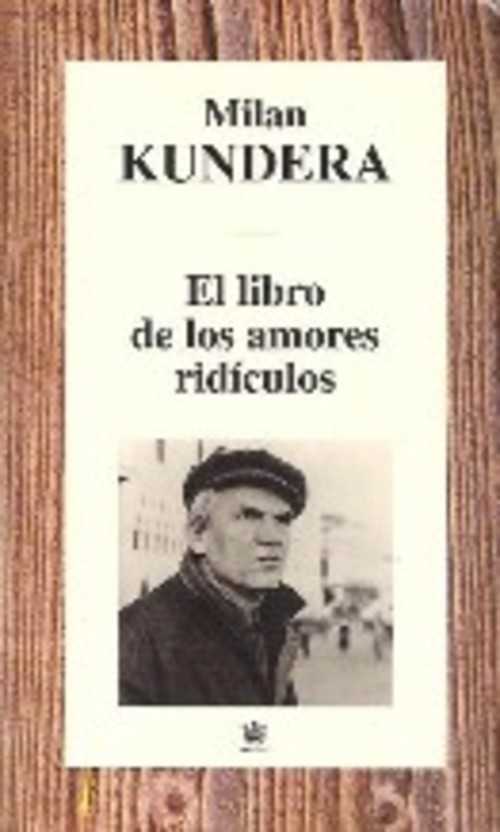 Milan
KUNDERA
El libro
de los amores
ridículos